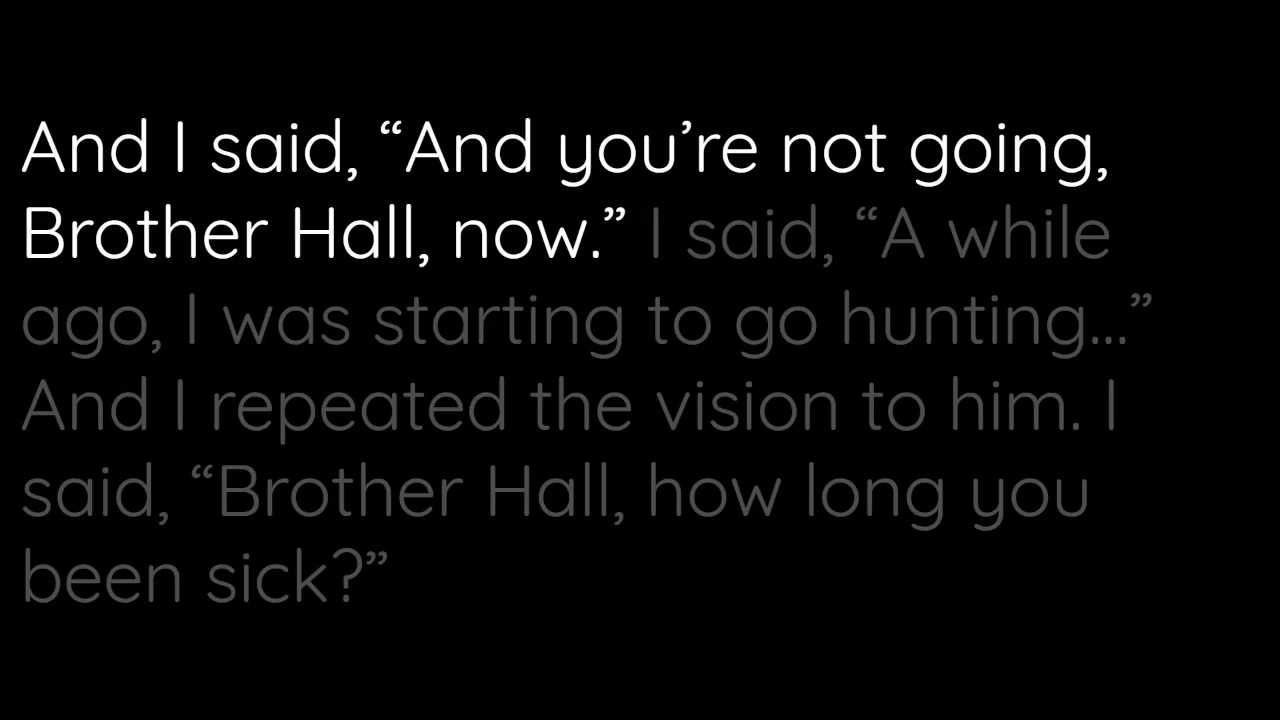 And I said, “And you’re not going,
Brother Hall, now.” I said, “A while
ago, I was starting to go hunting...”
And I repeated the vision to him. I
said, “Brother Hall, how long you
been sick?”